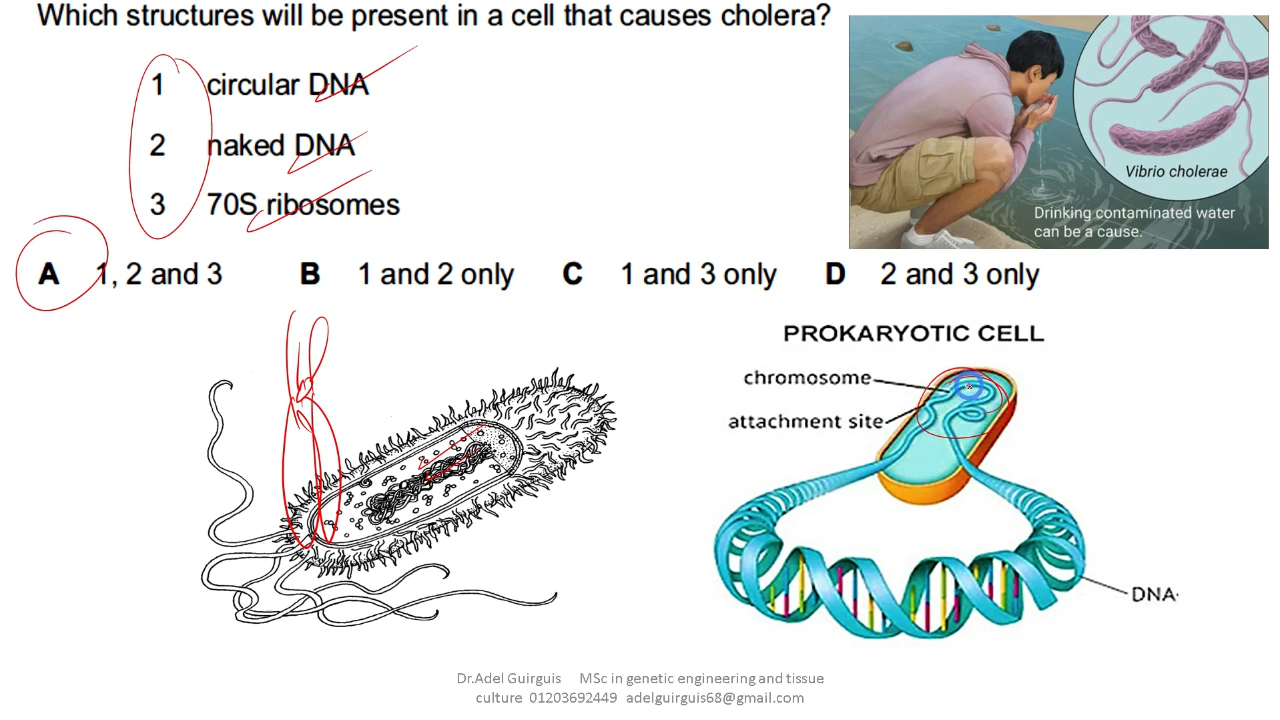 Which structures will be present in a cell that causes cholera?
1 circular DNA
2 naked DNA
3 70S ribosomes
A 1, 2 and 3 B 1 and 2 only C 1 and 3 only D 2 and 3 only
Vibrio cholerae
Drinking contaminated water
can be a cause.
PROKARYOTIC CELL
chromosome
attachment site
DNA
Dr.Adel Guirguis MSc in genetic engineering and tissue
culture 01203692449 adelguirguis68@gmail.com